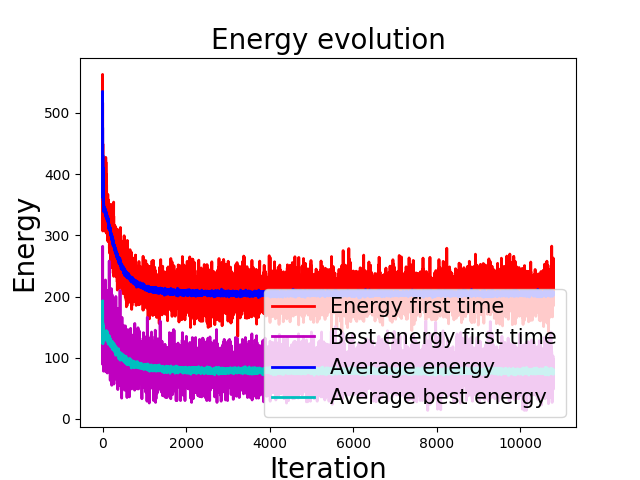 Energy evolution
Energy
500
400
300
200
100
0
Energy first time
Best energy first time
Average energy
Average best energy
0 2000 4000 6000 8000 10000
Iteration